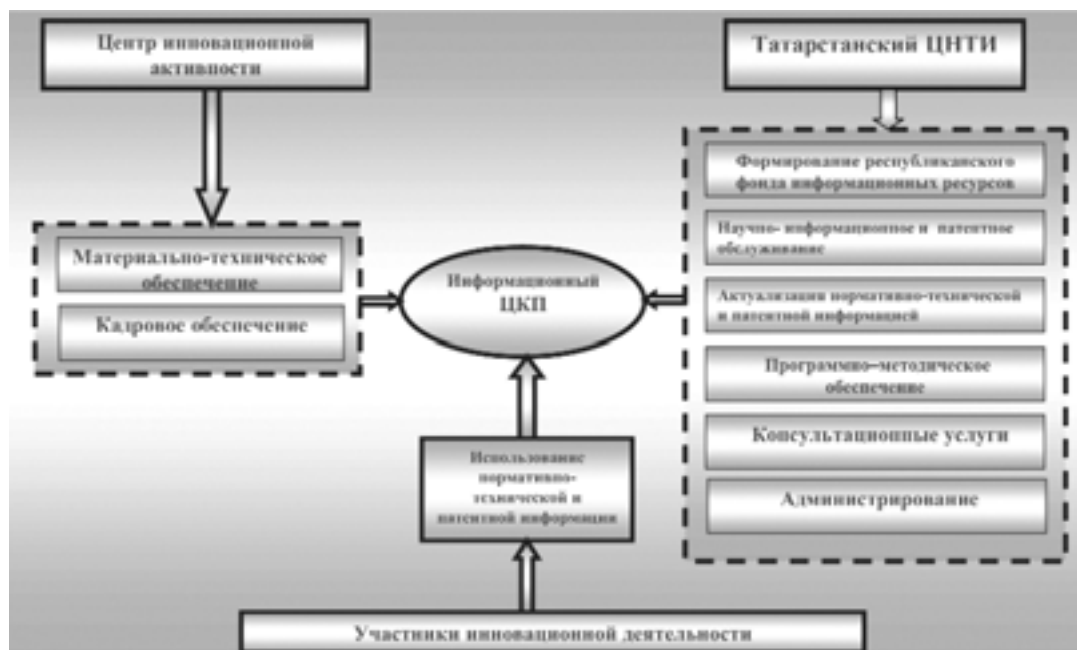 Центр инновационной
активности
Татарстанский ЦНТИ
Формирование республиканского
фонда информационных ресурсов
Научно- информационное и патентное
обслуживание
Актуализации нормативно-технической
и патентной информацией
Программно–методическое
обеспечение
Консультационные услуги
Администрирование
Материально-техническое
обеспечение
Кадровое обеспечение
Информационный
ЦКП
Использование
нормативно-
технической и
патентной информации
Участники инновационной деятельности